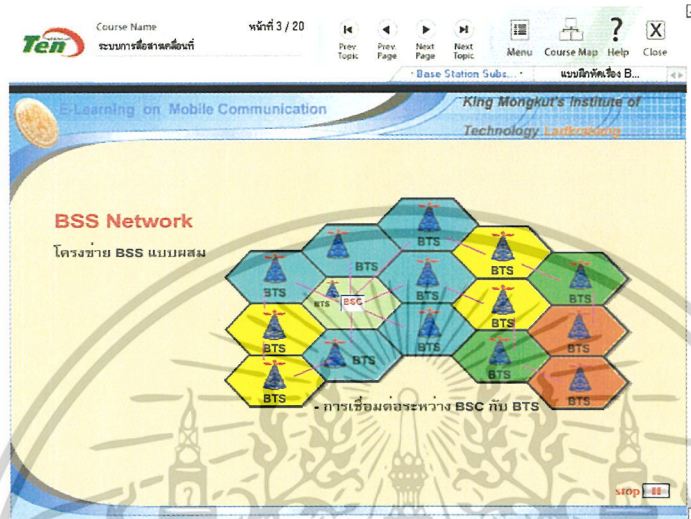 Ten
Course Name
ระบบการสื่อสารเคลื่อนที่
หน้าที่ 3 / 20
Prev Topic
Prev Page
Next Page
Next Topic
Menu
Course Map
Help
Close
Base Station Subs...
แบบฝึกหัดเรื่อง B...
E-Learning on Mobile Communication
King Mongkut's Institute of
Technology Ladkrabang
BSS Network
โครงข่าย BSS แบบผสม
BTS
BTS
BTS
BTS
BTS
BTS
BTS
BTS
BSC
BTS
BTS
BTS
BTS
BTS
BTS
BTS
BTS
- การเชื่อมต่อระหว่าง BSC กับ BTS
stop